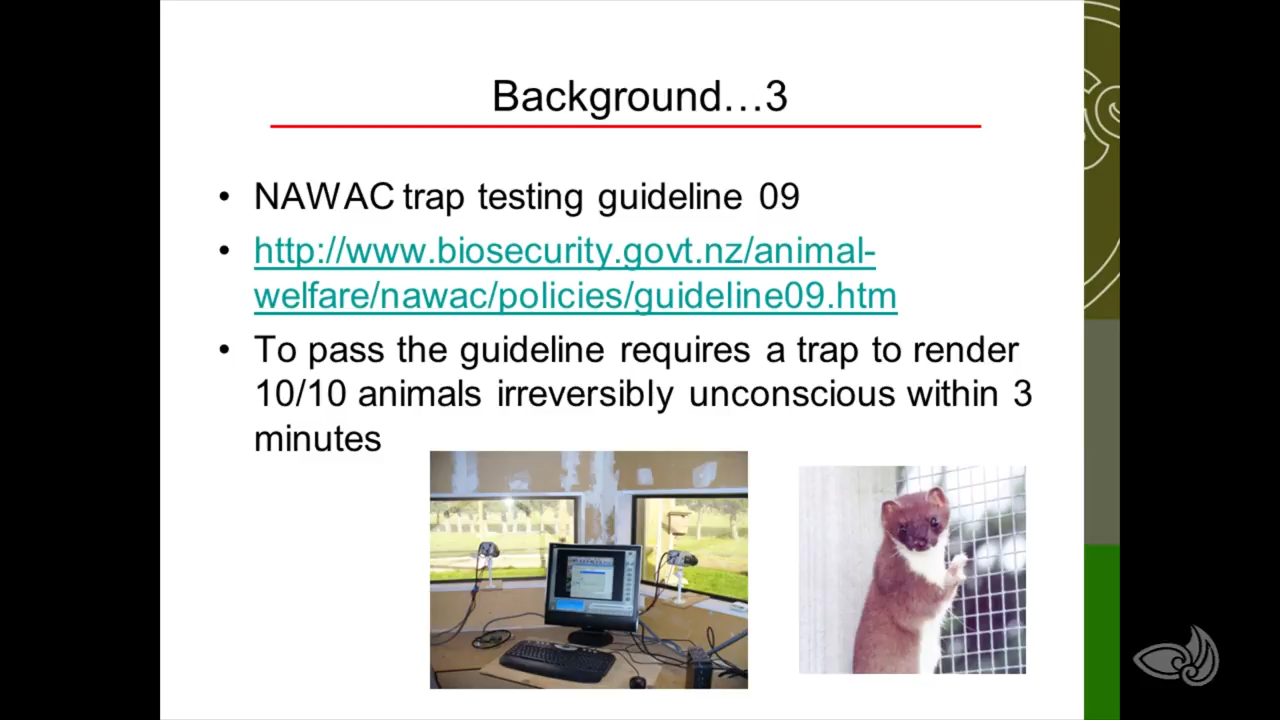 Background…3
• NAWAC trap testing guideline 09
• http://www.biosecurity.govt.nz/animal-
welfare/nawac/policies/guideline09.htm
• To pass the guideline requires a trap to render
10/10 animals irreversibly unconscious within 3
minutes